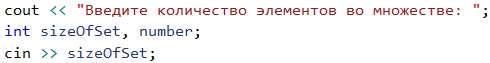 cout << "Введите количество элементов во множестве: ";
int sizeOfSet, number;
cin >> sizeOfSet;